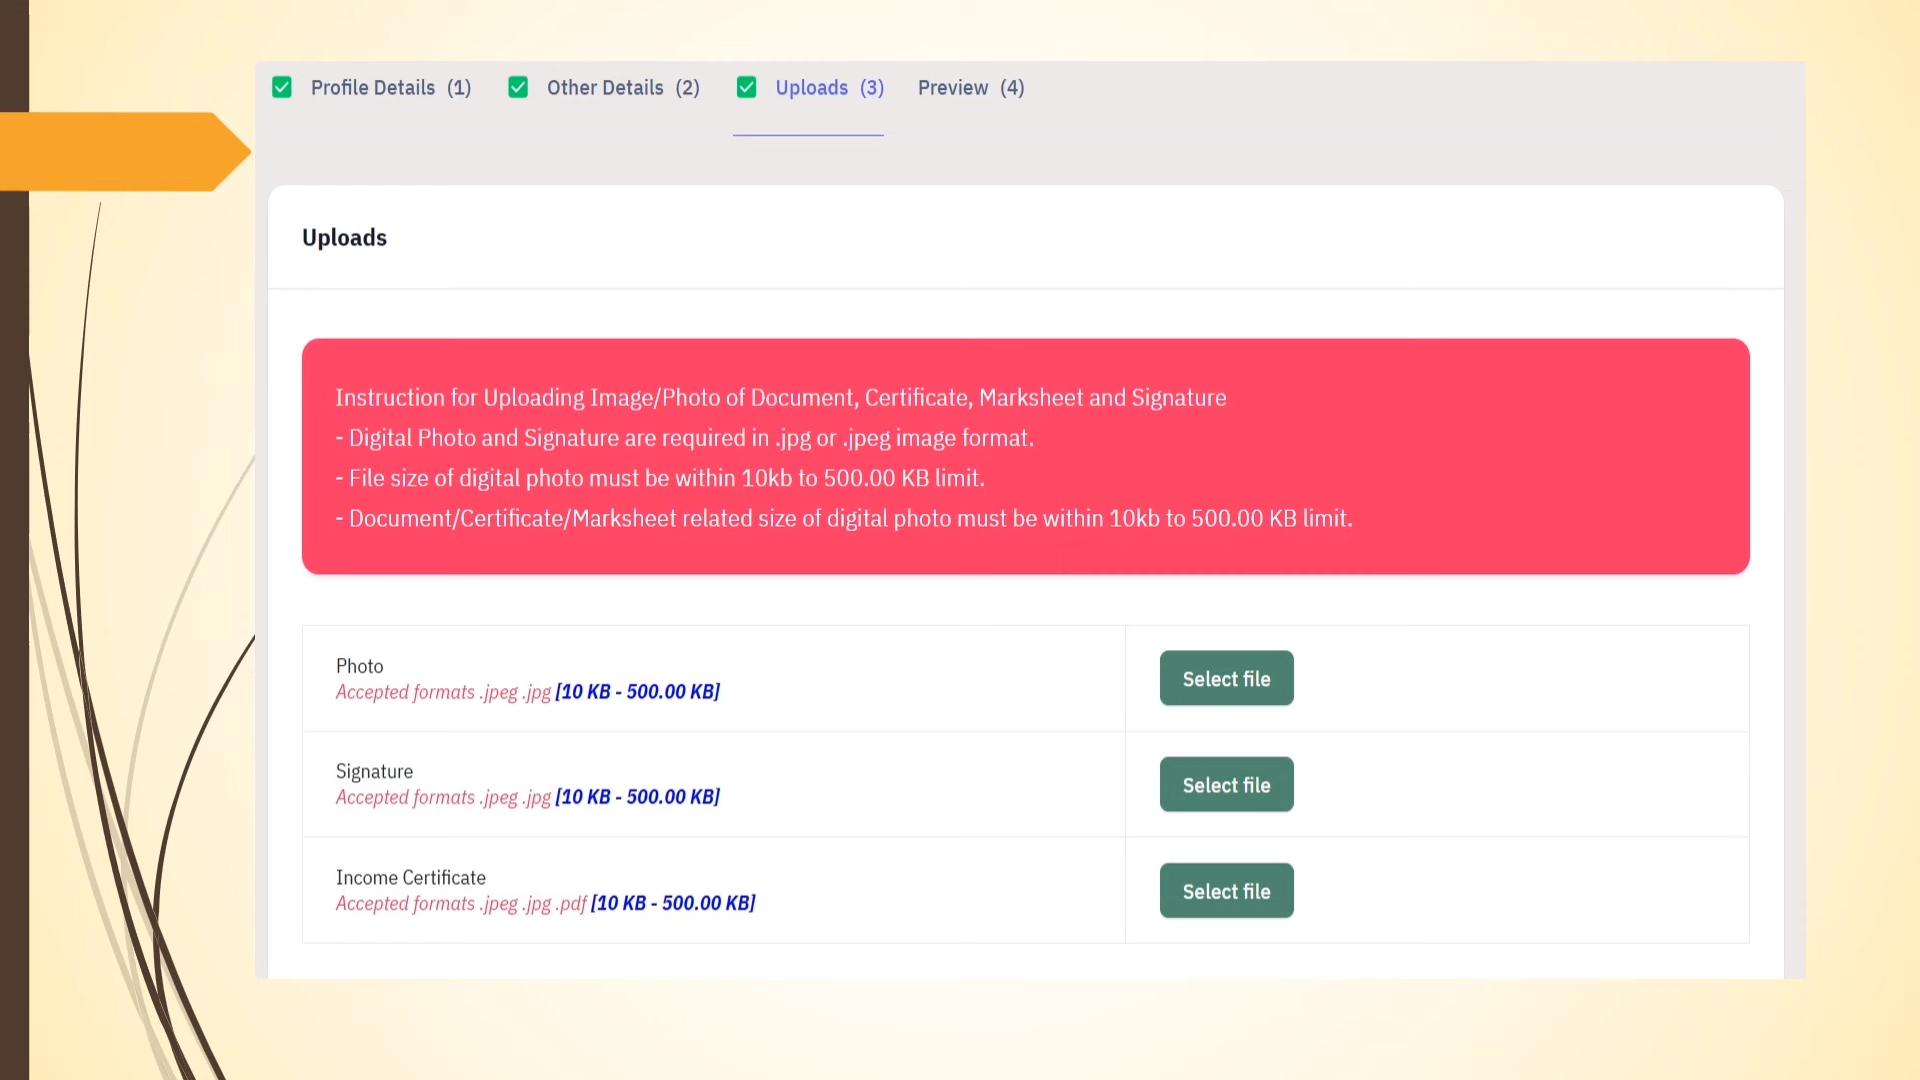 Profile Details (1) Other Details (2) Uploads (3) Preview (4)
Uploads
Instruction for Uploading Image/Photo of Document, Certificate, Marksheet and Signature
- Digital Photo and Signature are required in .jpg or .jpeg image format.
- File size of digital photo must be within 10kb to 500.00 KB limit.
- Document/Certificate/Marksheet related size of digital photo must be within 10kb to 500.00 KB limit.
Photo
Accepted formats .jpeg .jpg [10 KB - 500.00 KB]
Select file
Signature
Accepted formats .jpeg .jpg [10 KB - 500.00 KB]
Select file
Income Certificate
Accepted formats .jpeg .jpg .pdf [10 KB - 500.00 KB]
Select file